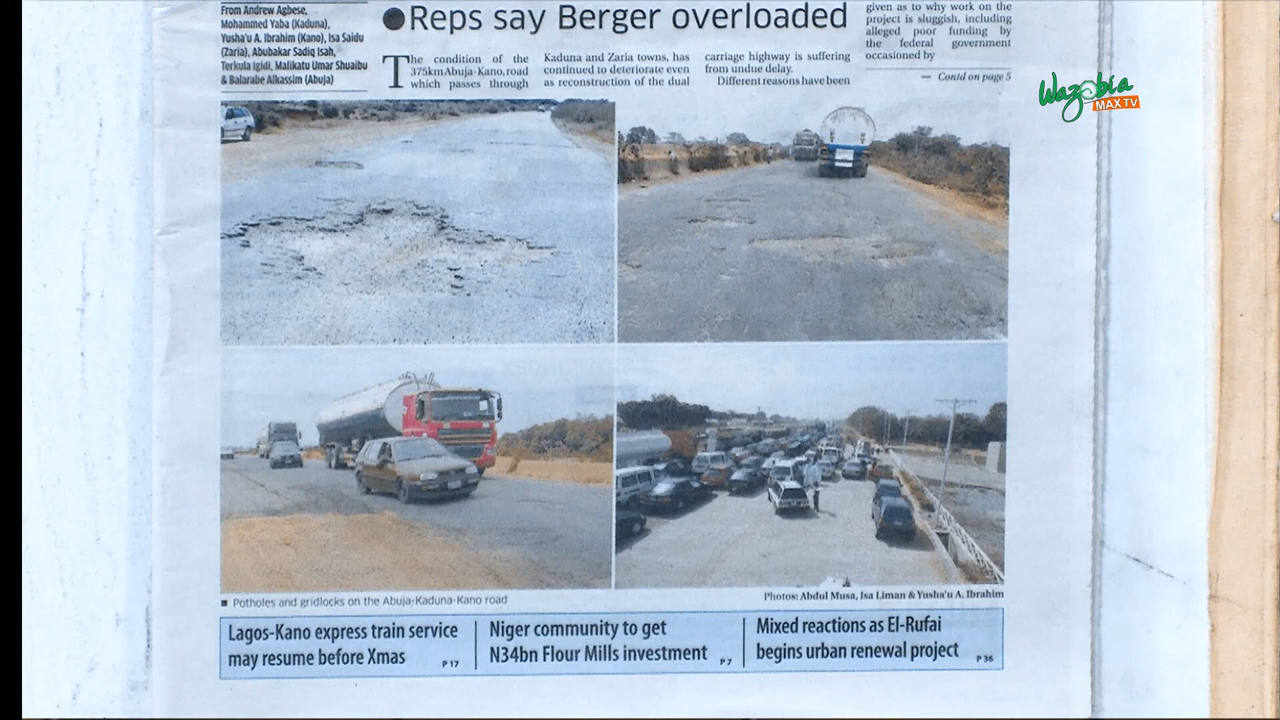 From Andrew Agbese,
Mohammed Yaba (Kaduna),
Yusha'u A. Ibrahim (Kano), Isa Saidu
(Zaria), Abubakar Sadiq Isah,
Terkula Igidi, Malikatu Umar Shuaibu
& Balarabe Alkassim (Abuja)
●Reps say Berger overloaded
The condition of the
375km Abuja-Kano, road
which passes through
Kaduna and Zaria towns, has
continued to deteriorate even
as reconstruction of the dual
carriage highway is suffering
from undue delay.
Different reasons have been
given as to why work on the
project is sluggish, including
alleged poor funding by
the federal government
occasioned by
— Contd on page 5
Wazobia
MAX TV
■ Potholes and gridlocks on the Abuja-Kaduna-Kano road
Photos: Abdul Musa, Isa Liman & Yusha'u A. Ibrahim
Lagos-Kano express train service
may resume before Xmas P 17
Niger community to get
N34bn Flour Mills investment P 7
Mixed reactions as El-Rufai
begins urban renewal project P 36